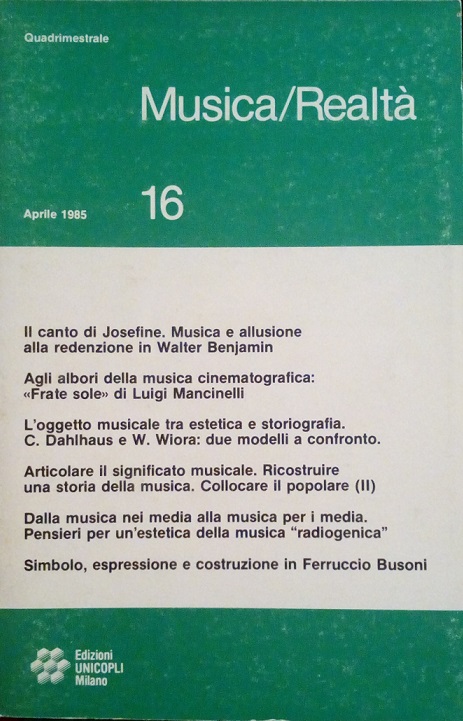 Quadrimestrale
Musica/Realtà
Aprile 1985
16
Il canto di Josefine. Musica e allusione
alla redenzione in Walter Benjamin
Agli albori della musica cinematografica:
«Frate sole» di Luigi Mancinelli
L'oggetto musicale tra estetica e storiografia.
C. Dahlhaus e W. Wiora: due modelli a confronto.
Articolare il significato musicale. Ricostruire
una storia della musica. Collocare il popolare (II)
Dalla musica nei media alla musica per i media.
Pensieri per un'estetica della musica "radiogenica"
Simbolo, espressione e costruzione in Ferruccio Busoni
Edizioni
UNICOPLI
Milano